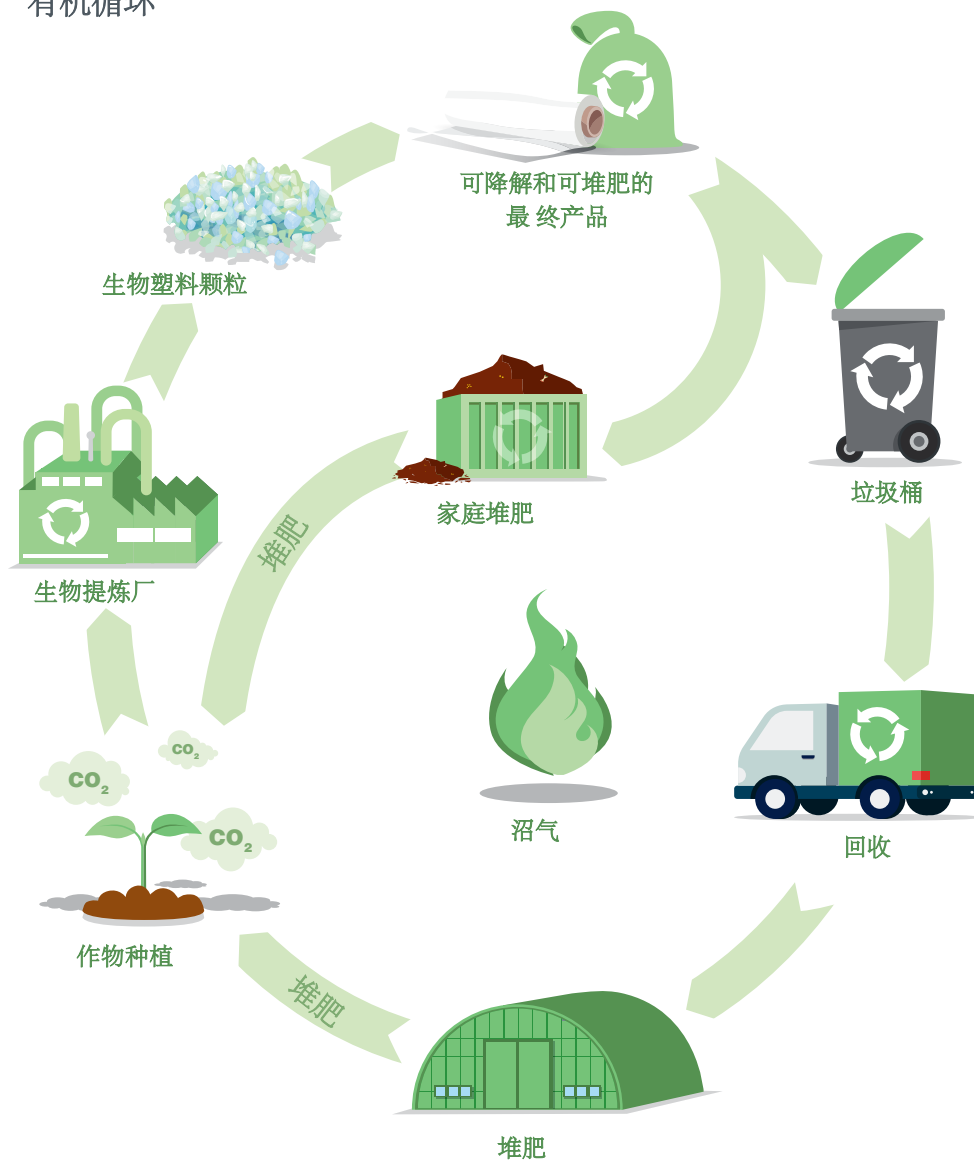 有机循环
可降解和可堆肥的
最 终产品
生物塑料颗粒
垃圾桶
家庭堆肥
堆肥
生物提炼厂
CO2
CO2
CO2
沼气
回收
作物种植
堆肥
堆肥